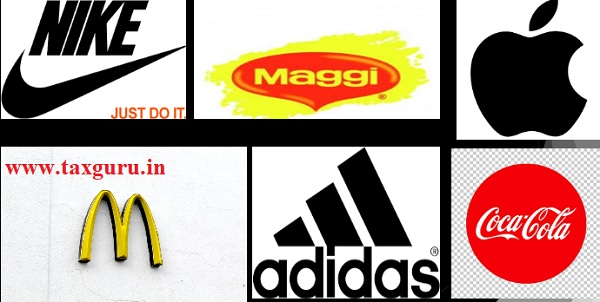 NIKE
JUST DO IT.
Maggi
®
www.taxguru.in
M
adidas
®
Coca-Cola